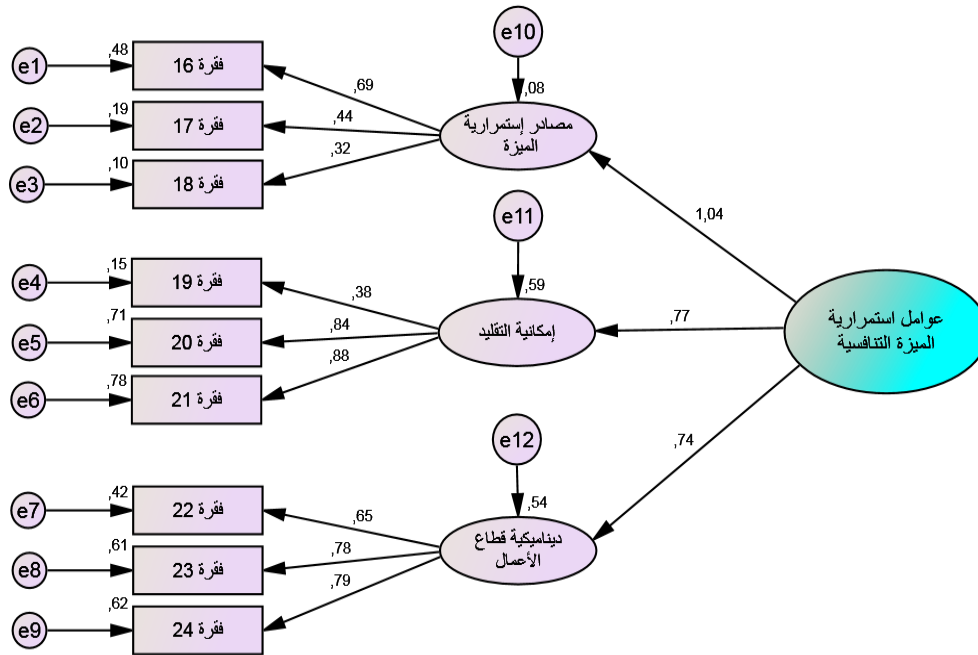 e10
e1
,48
فقرة 16
,08
,69
e2
,19
فقرة 17
,44
مصادر إستمرارية
الميزة
e3
,10
فقرة 18
,32
e11
1,04
e4
,15
فقرة 19
,38
,59
e5
,71
فقرة 20
,84
إمكانية التقليد
,77
عوامل استمرارية
الميزة التنافسية
e6
,78
فقرة 21
,88
e12
,74
e7
,42
فقرة 22
,65
,54
e8
,61
فقرة 23
,78
ديناميكية قطاع
الأعمال
e9
,62
فقرة 24
,79